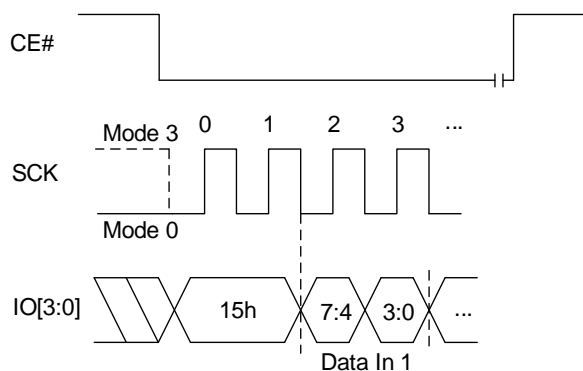 CE#
0 1 2 3 ...
Mode 3
SCK
Mode 0
IO[3:0] 15h 7:4 3:0 ...
Data In 1